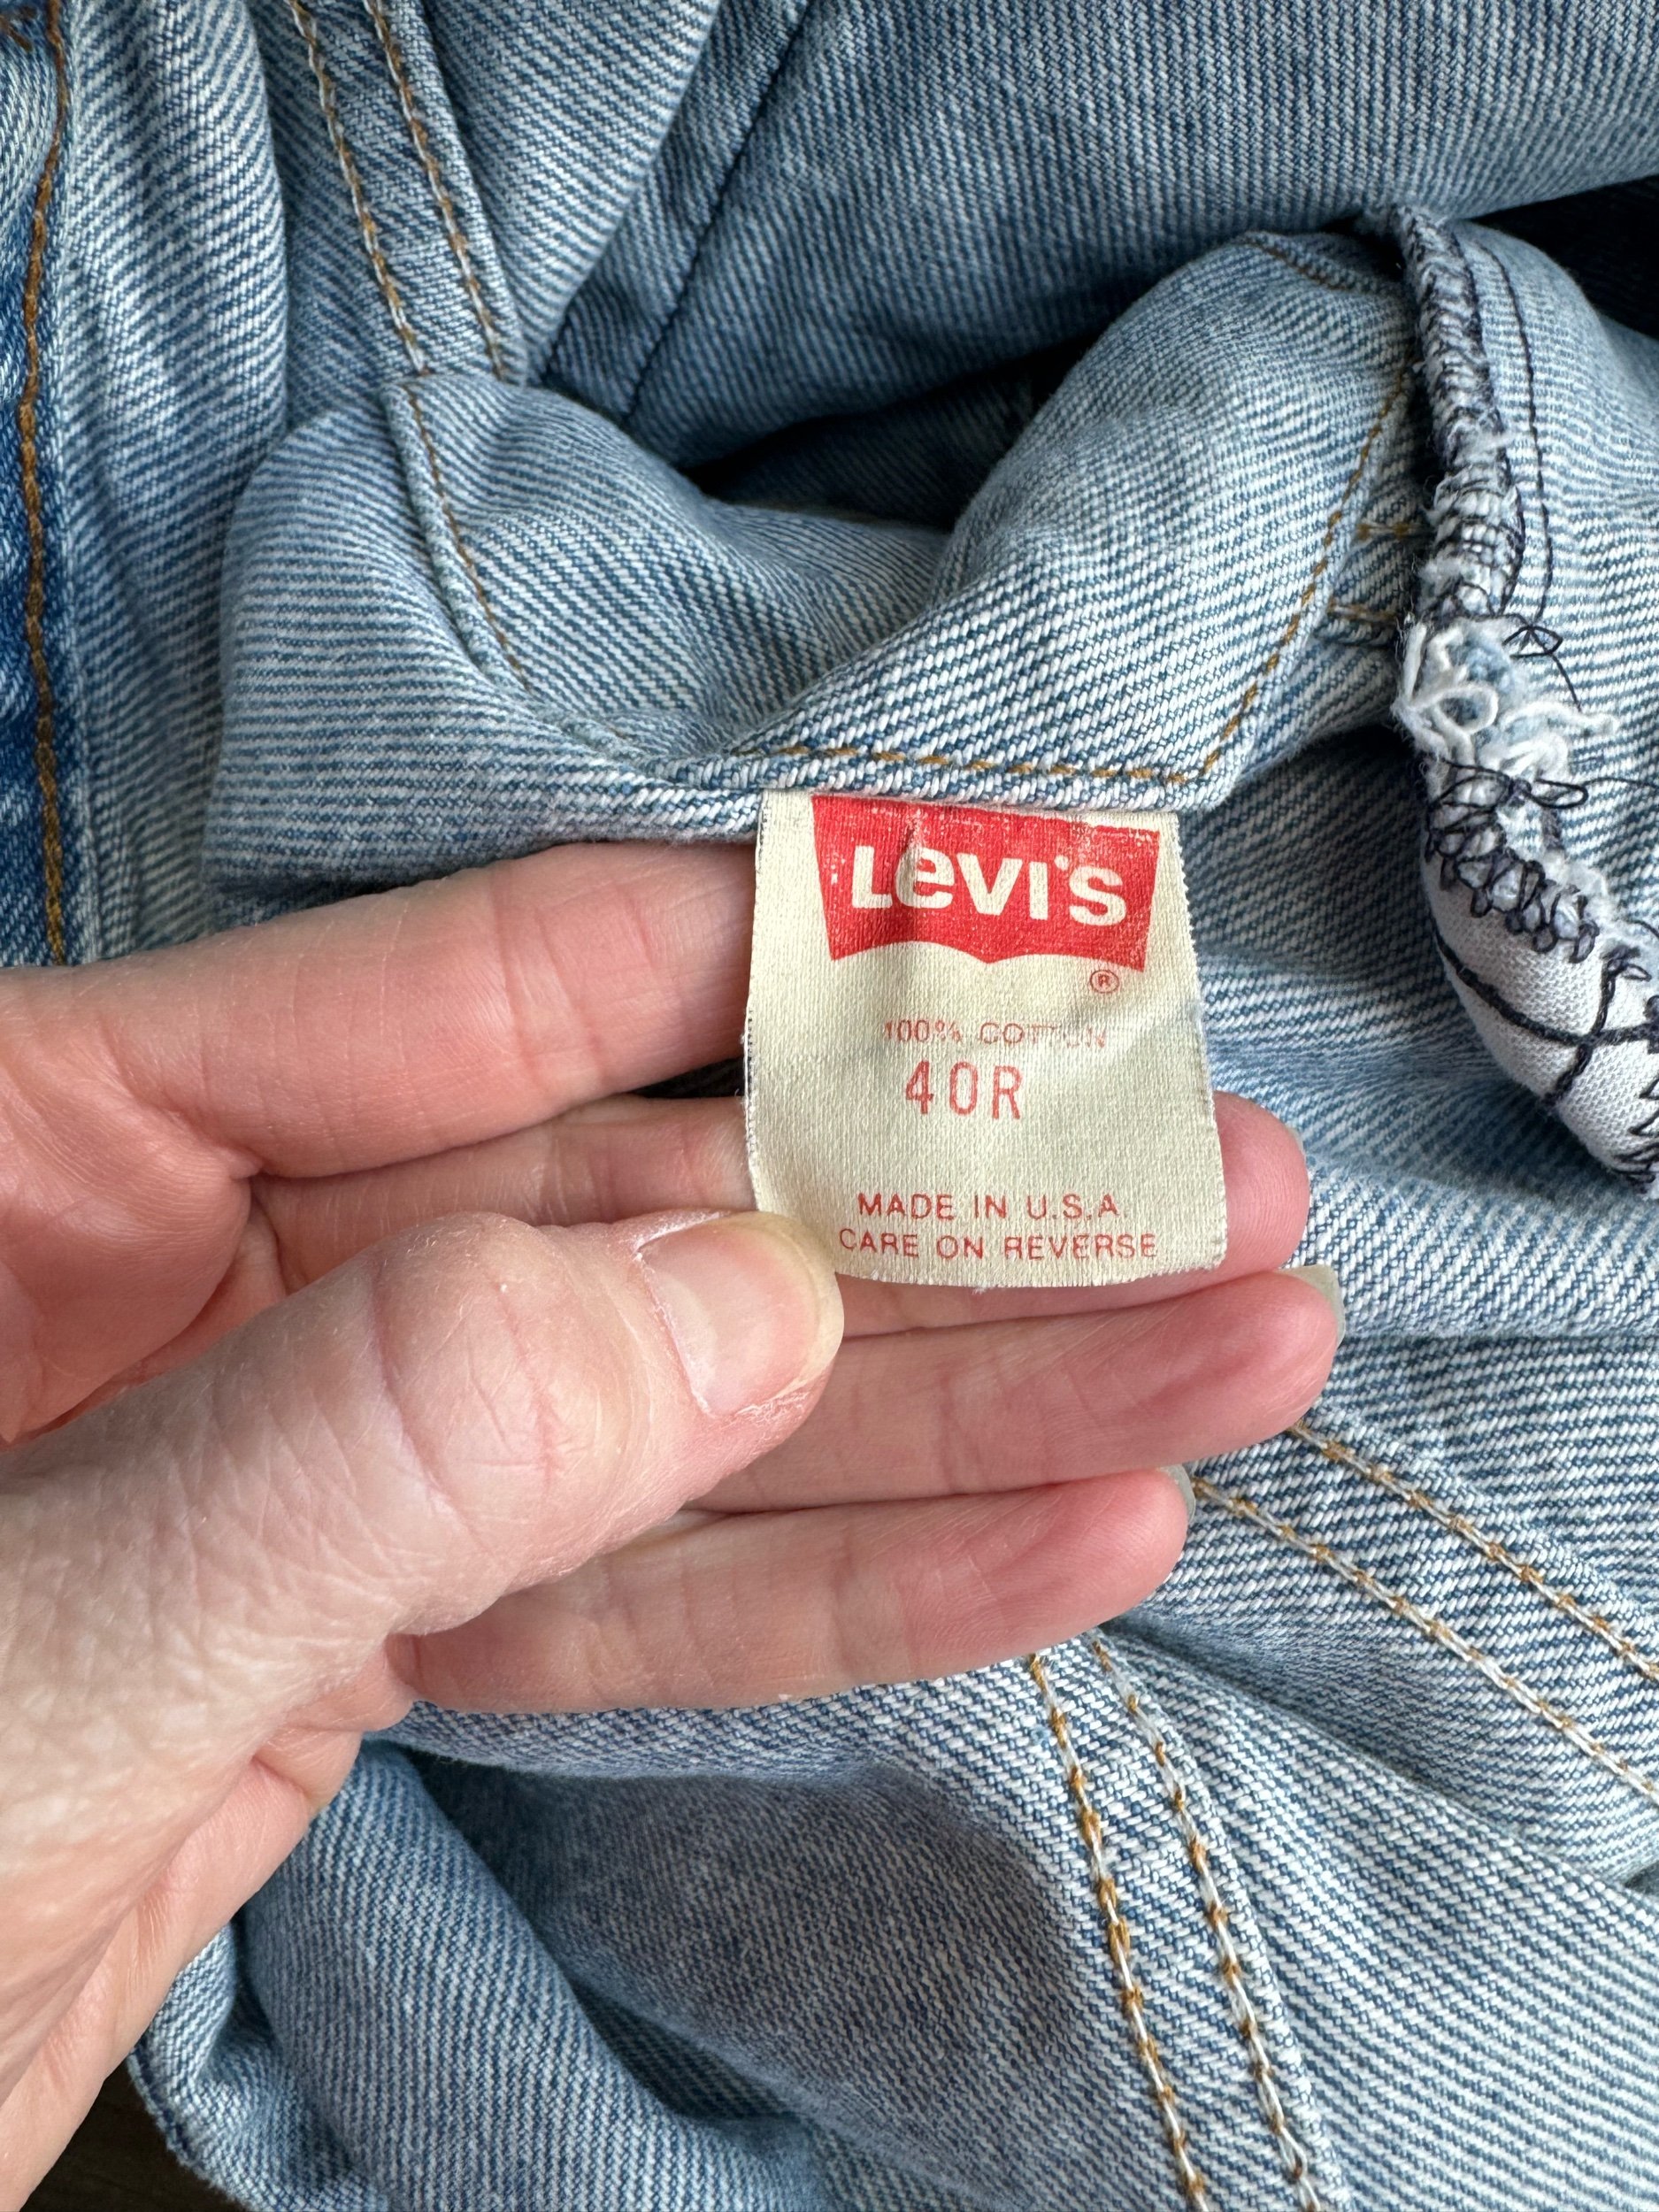 Levi's
®
100% COTTON
40R
MADE IN U.S.A.
CARE ON REVERSE